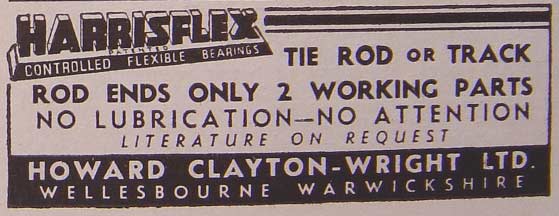 HARRISFLEX
PATENTED
CONTROLLED FLEXIBLE BEARINGS
TIE ROD OR TRACK
ROD ENDS ONLY 2 WORKING PARTS
NO LUBRICATION—NO ATTENTION
LITERATURE ON REQUEST
HOWARD CLAYTON-WRIGHT LTD.
WELLESBOURNE WARWICKSHIRE